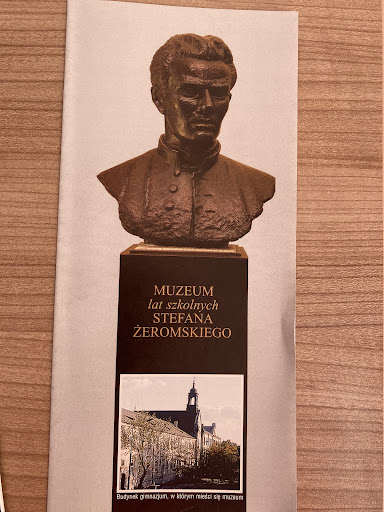 MUZEUM
lat szkolnych
STEFANA
ŻEROMSKIEGO
Budynek gimnazjum, w którym mieści się muzeum